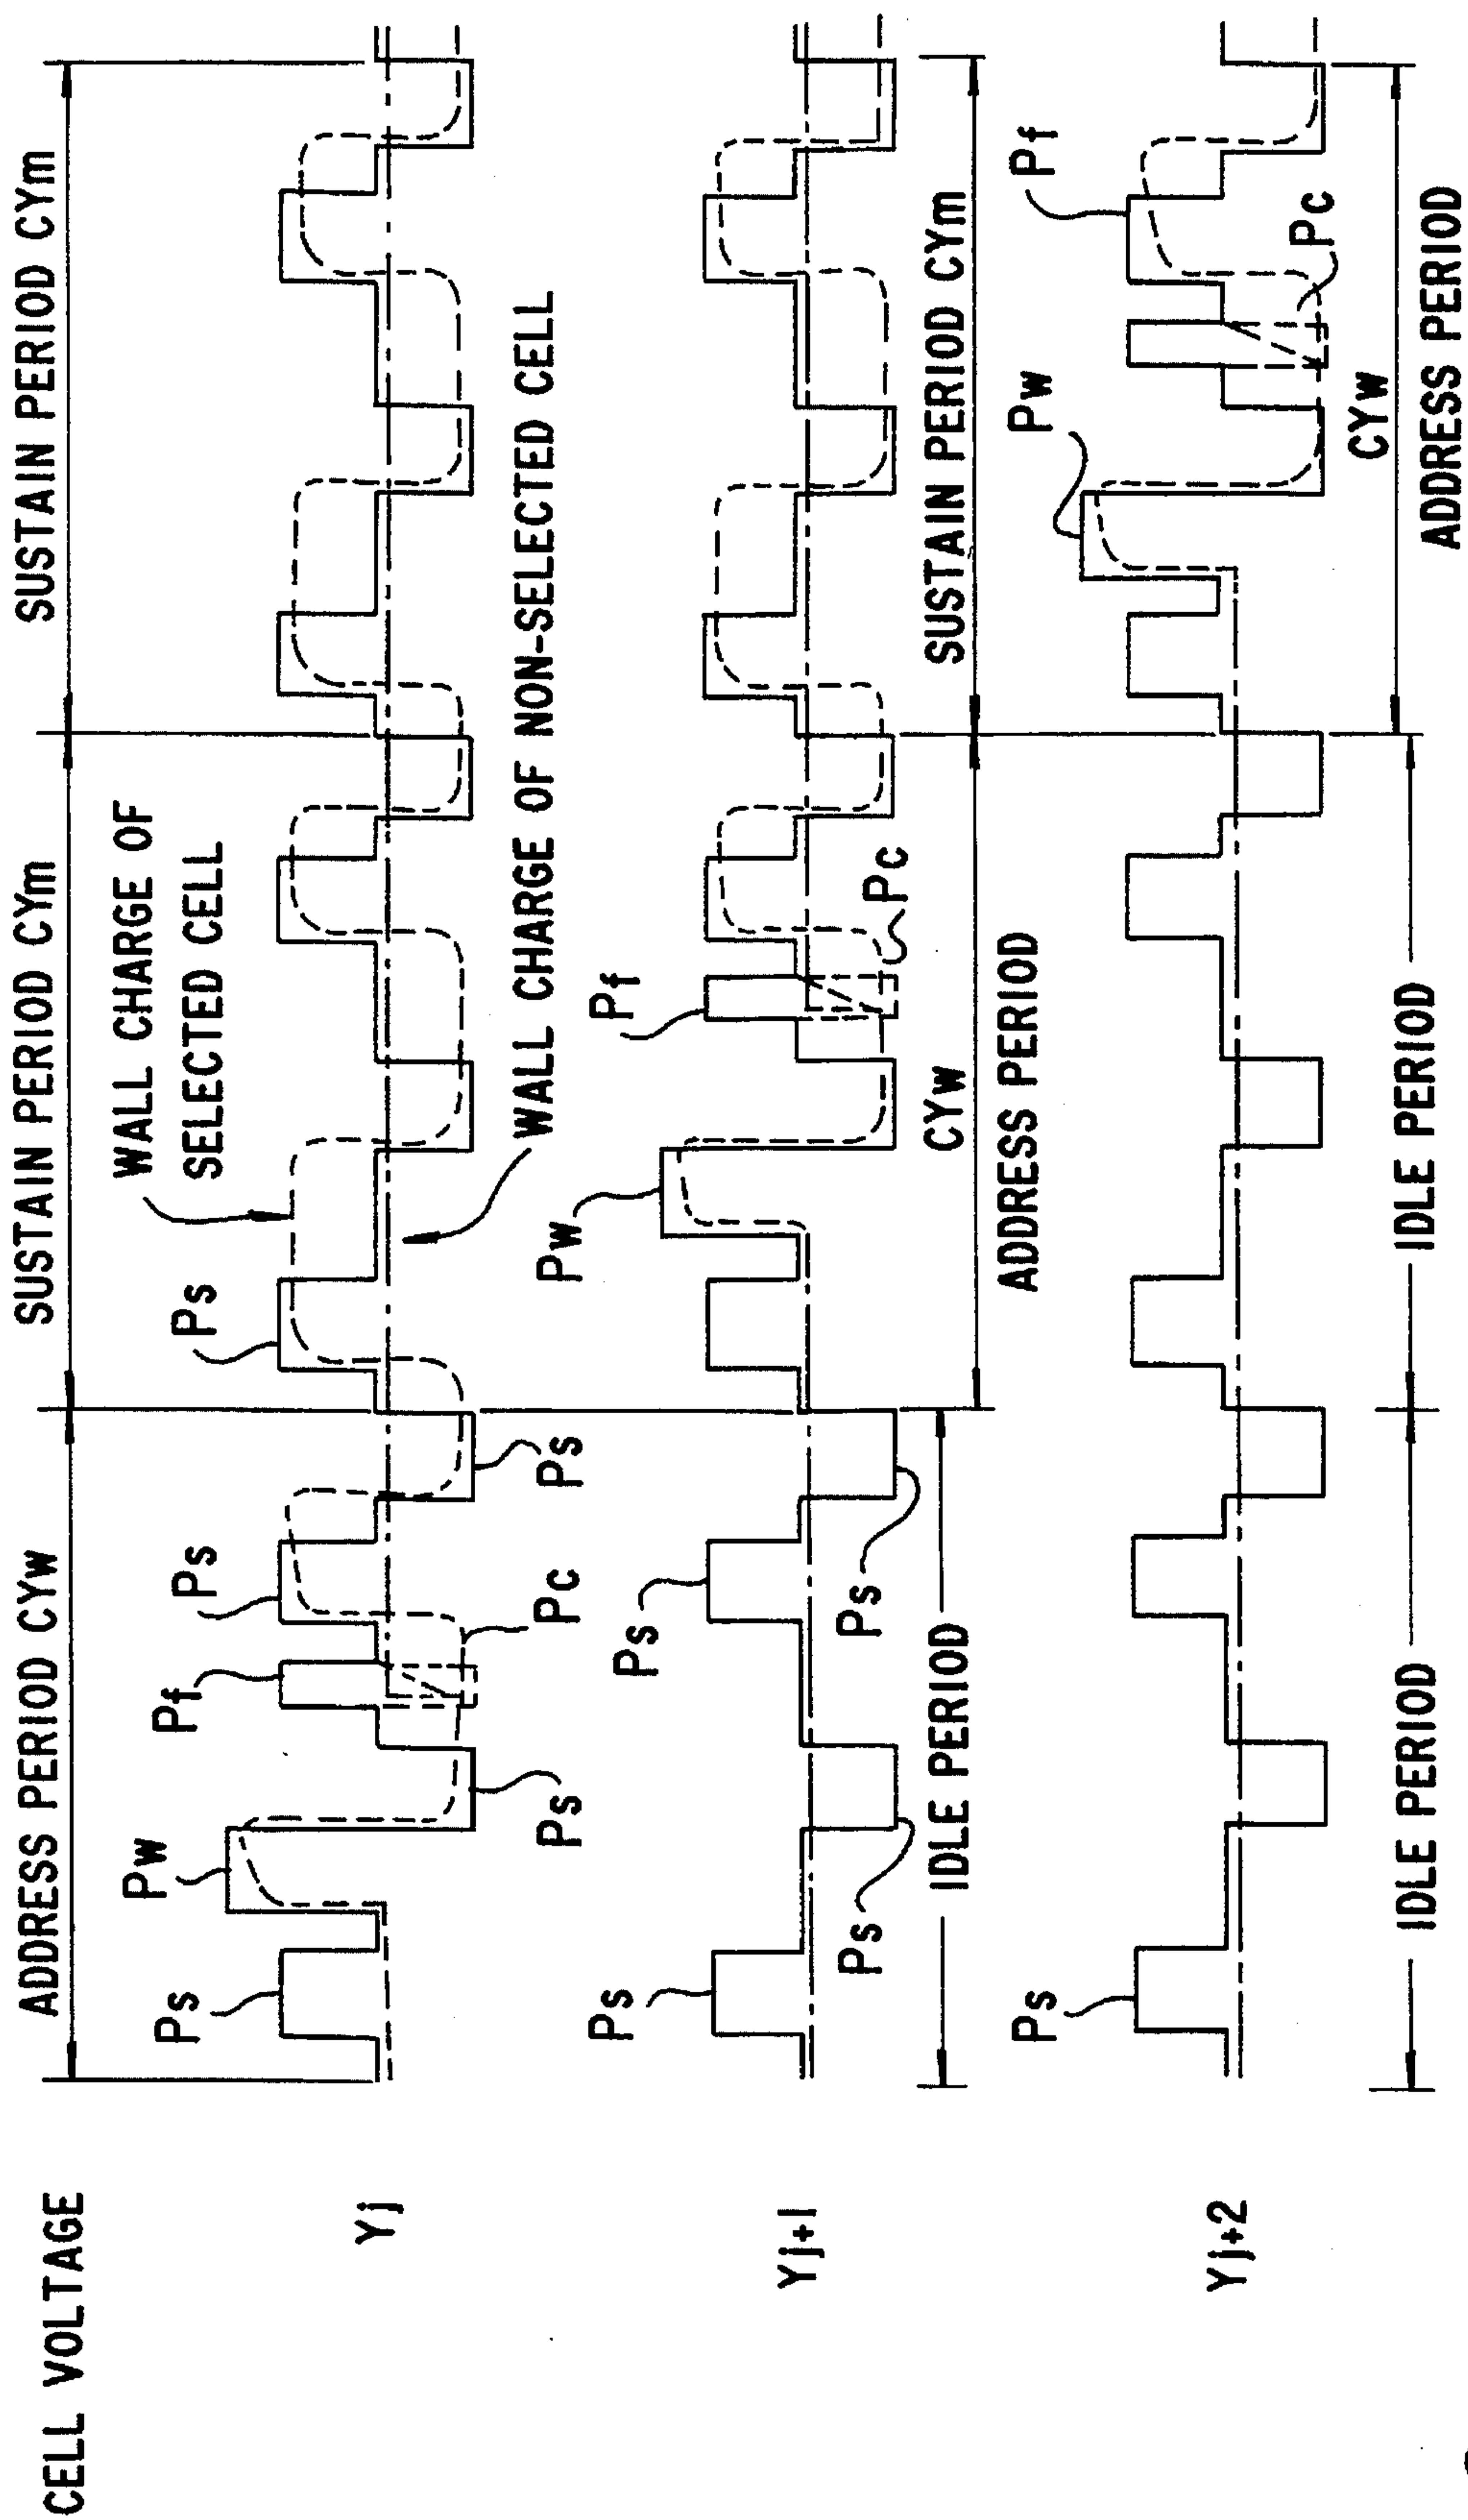 CELL VOLTAGE
ADDRESS PERIOD CYw
SUSTAIN PERIOD CYm
SUSTAIN PERIOD CYm
WALL CHARGE OF
SELECTED CELL
Ps
Pw
Pf
Ps
Ps
Yj
Ps
Pc
Ps
WALL CHARGE OF NON-SELECTED CELL
Ps
Ps
Pw
Pf
Yj+1
Ps
Ps
Pc
IDLE PERIOD
CYw
SUSTAIN PERIOD CYm
ADDRESS PERIOD
Ps
Pw
Pf
Yj+2
Pc
CYw
IDLE PERIOD
IDLE PERIOD
ADDRESS PERIOD